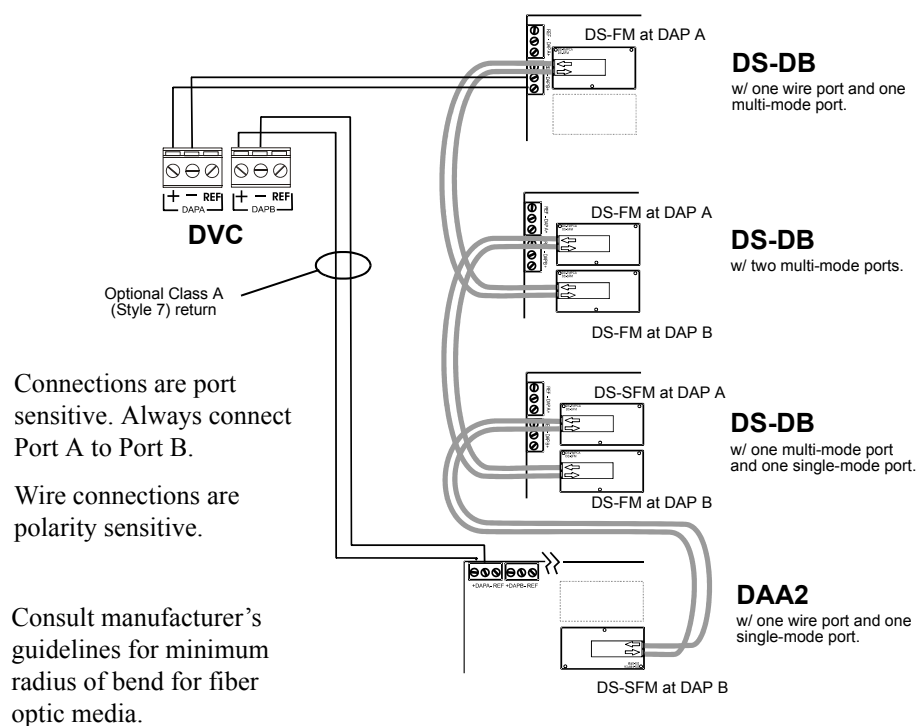 DS-FM at DAP A
DS-DB
w/ one wire port and one
multi-mode port.
+ − REF
DAPA
+ − REF
DAPB
DVC
DS-FM at DAP A
DS-DB
w/ two multi-mode ports.
DS-FM at DAP B
Optional Class A
(Style 7) return
Connections are port
sensitive. Always connect
Port A to Port B.
Wire connections are
polarity sensitive.
DS-SFM at DAP A
DS-DB
w/ one multi-mode port
and one single-mode port.
DS-FM at DAP B
+DAPA- REF
+DAPB- REF
DAA2
w/ one wire port and one
single-mode port.
DS-SFM at DAP B
Consult manufacturer’s
guidelines for minimum
radius of bend for fiber
optic media.